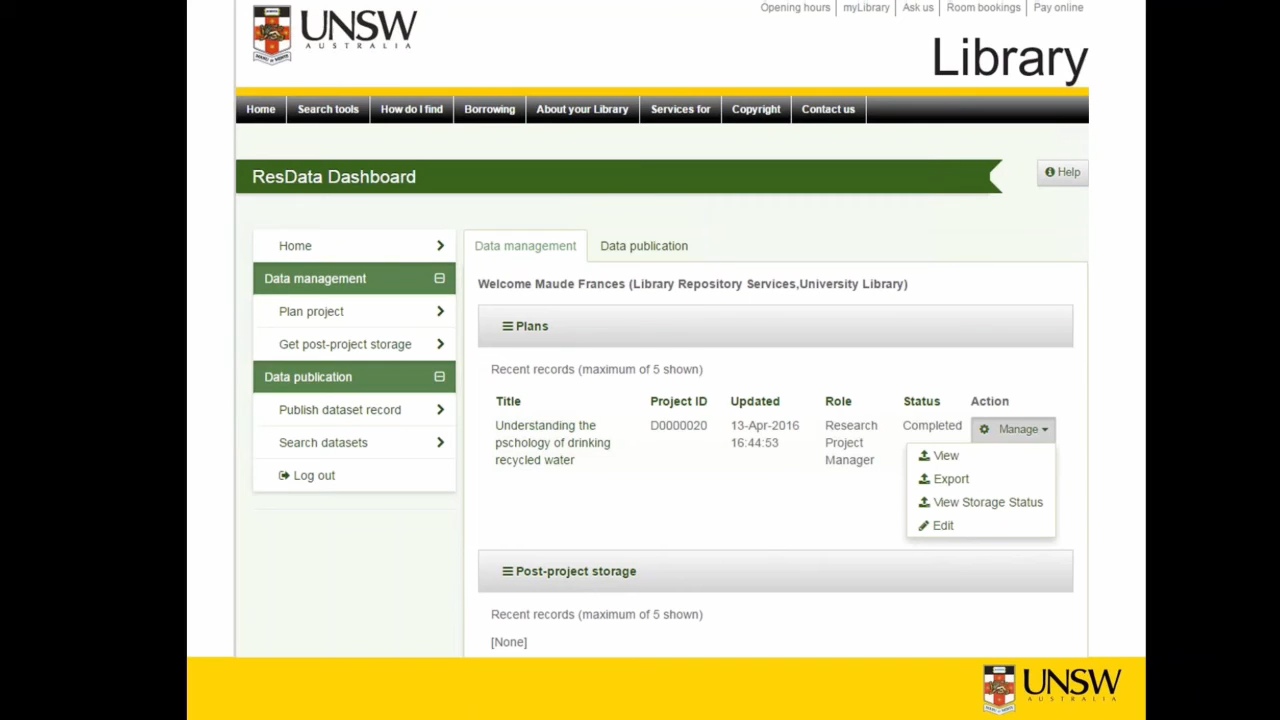 UNSW
AUSTRALIA
Opening hours myLibrary Ask us Room bookings Pay online
Library
Home Search tools How do I find Borrowing About your Library Services for Copyright Contact us
ResData Dashboard
Help
Home
Data management
Plan project
Get post-project storage
Data publication
Publish dataset record
Search datasets
Log out
Data management Data publication
Welcome Maude Frances (Library Repository Services,University Library)
Plans
Recent records (maximum of 5 shown)
Title Project ID Updated Role Status Action
Understanding the D0000020 13-Apr-2016 Research Completed Manage
pschology of drinking 16:44:53 Project
recycled water Manager
View
Export
View Storage Status
Edit
Post-project storage
Recent records (maximum of 5 shown)
[None]
UNSW
AUSTRALIA